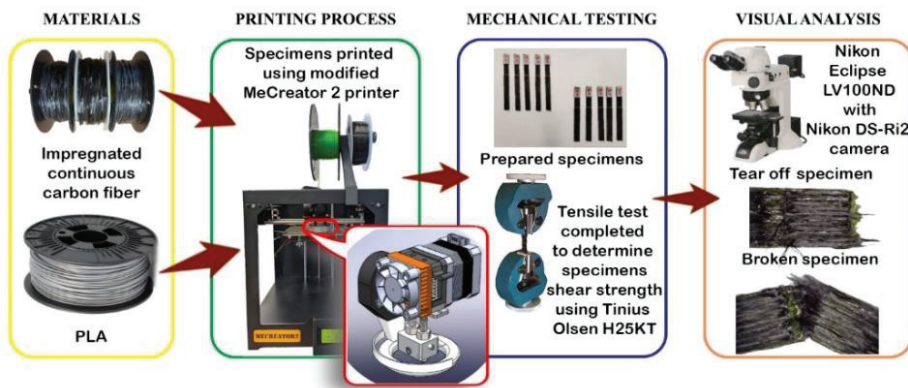 MATERIALS
Impregnated
continuous
carbon fiber
PLA
PRINTING PROCESS
Specimens printed
using modified
MeCreator 2 printer
MECREATOR2
MECHANICAL TESTING
Prepared specimens
Tensile test
completed
to determine
specimens
shear strength
using Tinius
Olsen H25KT
VISUAL ANALYSIS
Nikon
Eclipse
LV100ND
with
Nikon DS-Ri2
camera
Tear off specimen
Broken specimen